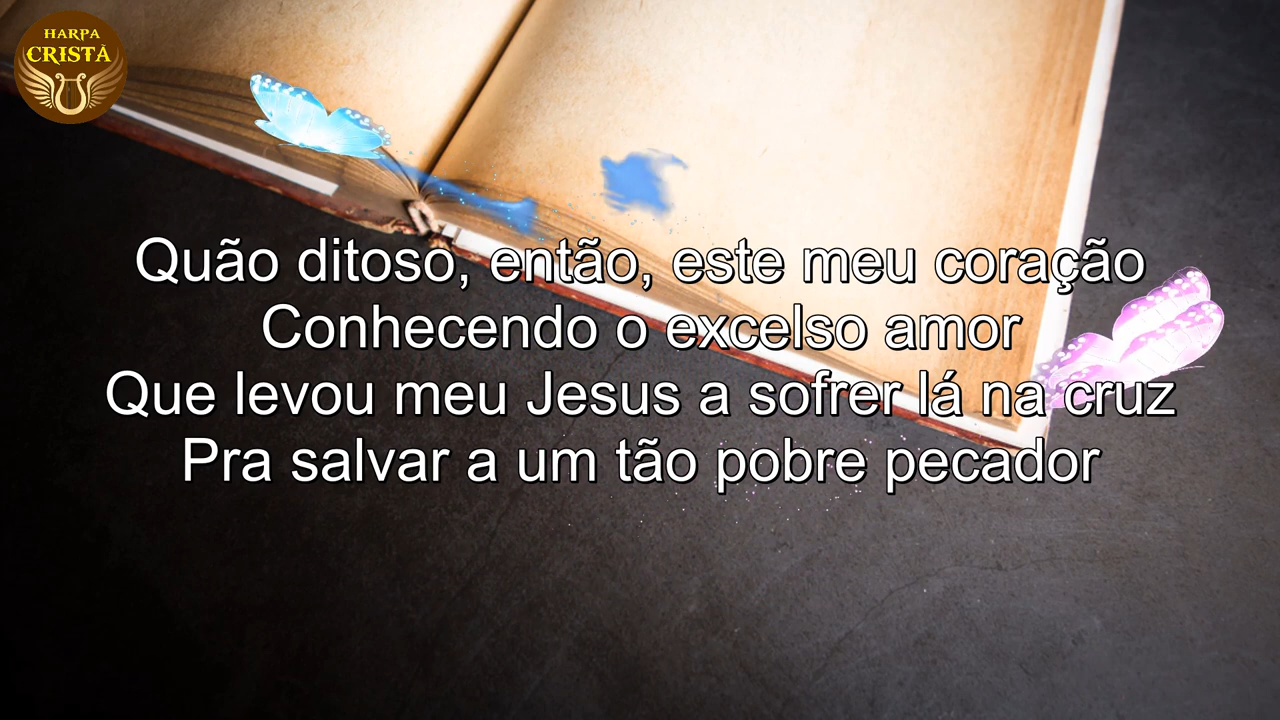 HARPA
CRISTÃ
Quão ditoso, então, este meu coração
Conhecendo o excelso amor
Que levou meu Jesus a sofrer lá na cruz
Pra salvar a um tão pobre pecador